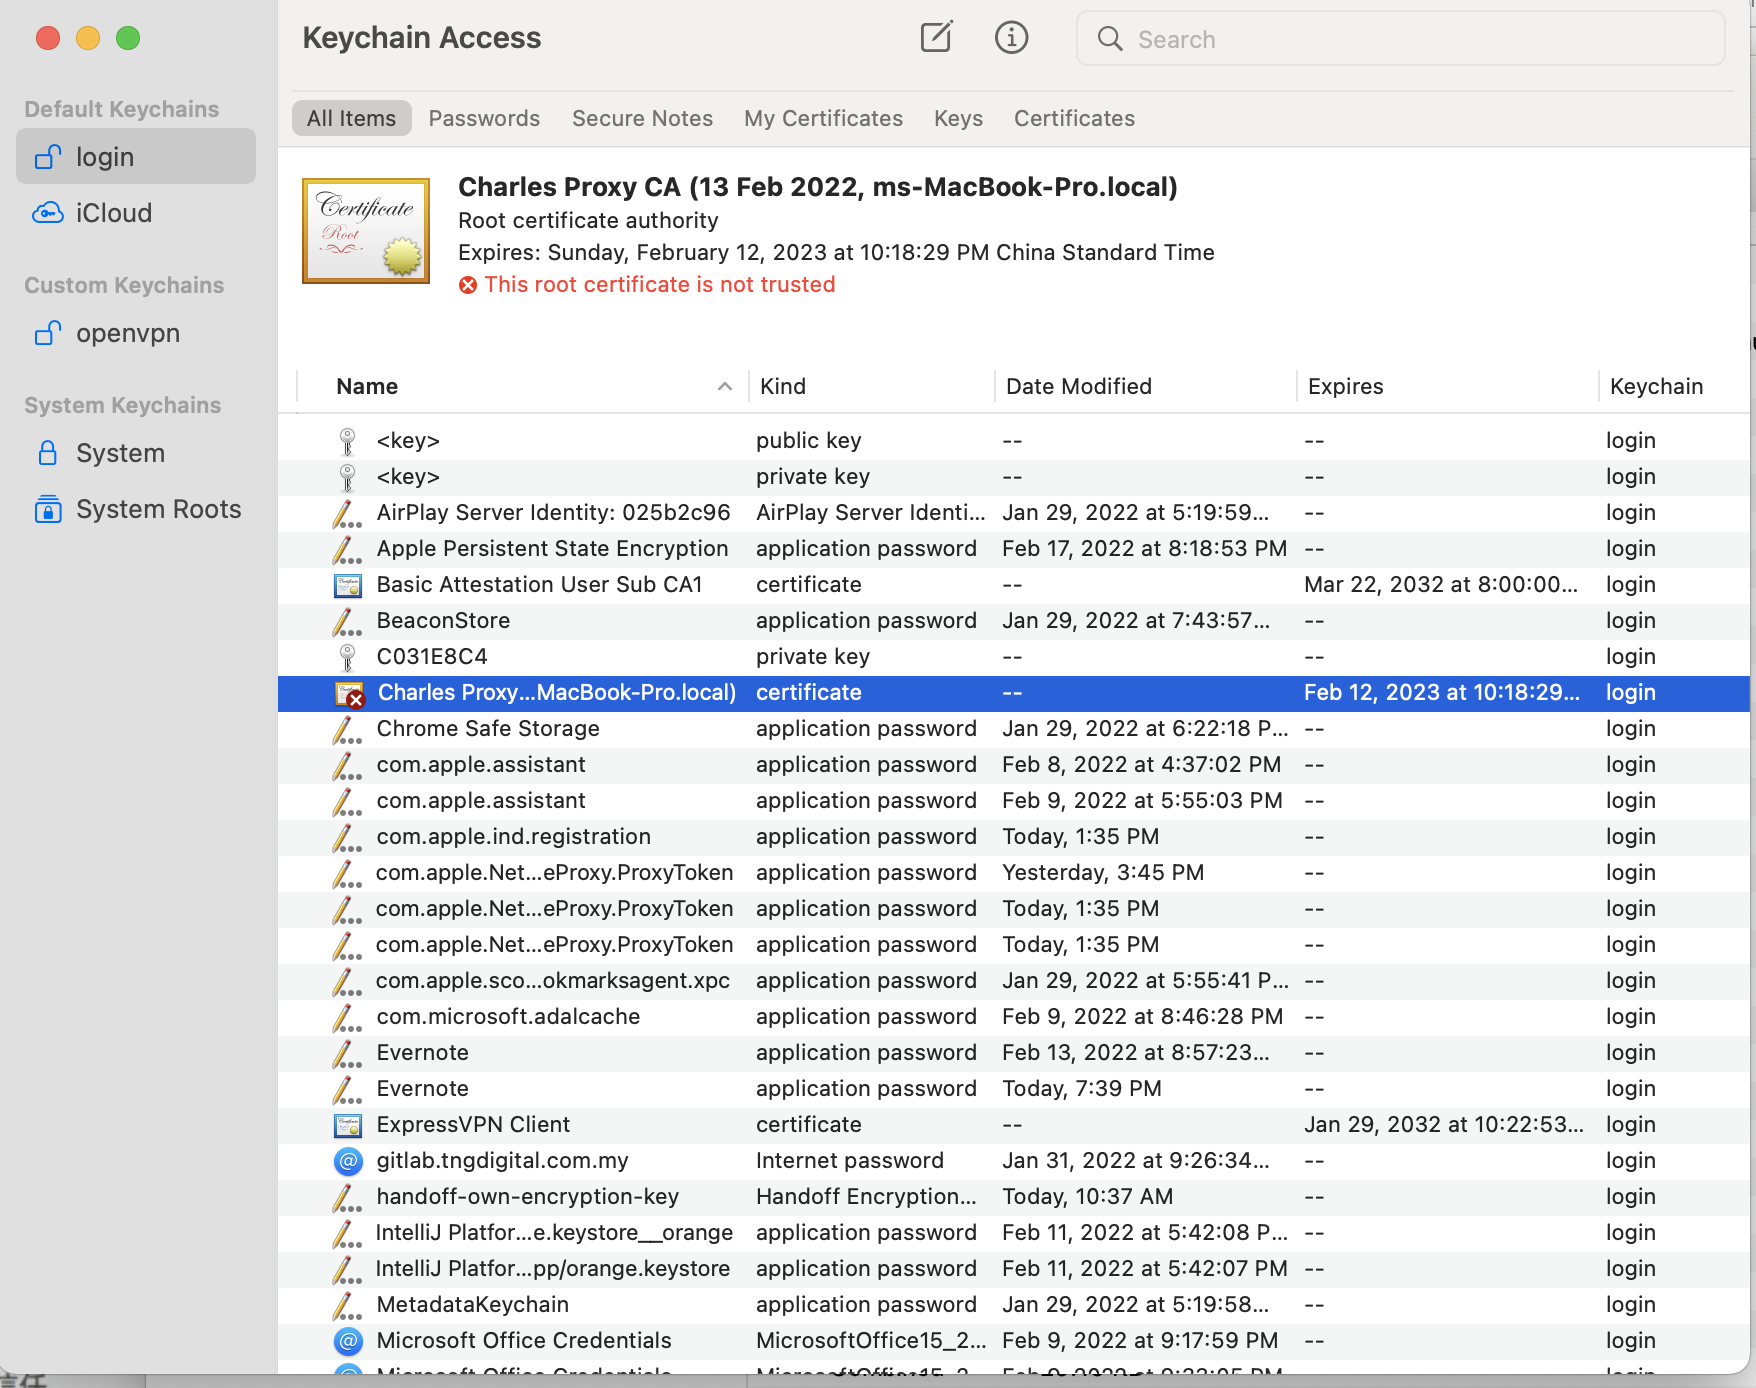 Keychain Access
Search
Default Keychains
login
iCloud
Custom Keychains
openvpn
System Keychains
System
System Roots
All Items Passwords Secure Notes My Certificates Keys Certificates
Certificate
Root
Charles Proxy CA (13 Feb 2022, ms-MacBook-Pro.local)
Root certificate authority
Expires: Sunday, February 12, 2023 at 10:18:29 PM China Standard Time
This root certificate is not trusted
Name Kind Date Modified Expires Keychain
<key> public key -- -- login
<key> private key -- -- login
AirPlay Server Identity: 025b2c96 AirPlay Server Identi... Jan 29, 2022 at 5:19:59... -- login
Apple Persistent State Encryption application password Feb 17, 2022 at 8:18:53 PM -- login
Basic Attestation User Sub CA1 certificate -- Mar 22, 2032 at 8:00:00... login
BeaconStore application password Jan 29, 2022 at 7:43:57... -- login
C031E8C4 private key -- -- login
Charles Proxy...MacBook-Pro.local) certificate -- Feb 12, 2023 at 10:18:29... login
Chrome Safe Storage application password Jan 29, 2022 at 6:22:18 P... -- login
com.apple.assistant application password Feb 8, 2022 at 4:37:02 PM -- login
com.apple.assistant application password Feb 9, 2022 at 5:55:03 PM -- login
com.apple.ind.registration application password Today, 1:35 PM -- login
com.apple.Net...eProxy.ProxyToken application password Yesterday, 3:45 PM -- login
com.apple.Net...eProxy.ProxyToken application password Today, 1:35 PM -- login
com.apple.Net...eProxy.ProxyToken application password Today, 1:35 PM -- login
com.apple.sco...okmarksagent.xpc application password Jan 29, 2022 at 5:55:41 P... -- login
com.microsoft.adalcache application password Feb 9, 2022 at 8:46:28 PM -- login
Evernote application password Feb 13, 2022 at 8:57:23... -- login
Evernote application password Today, 7:39 PM -- login
ExpressVPN Client certificate -- Jan 29, 2032 at 10:22:53... login
gitlab.tngdigital.com.my Internet password Jan 31, 2022 at 9:26:34... -- login
handoff-own-encryption-key Handoff Encryption... Today, 10:37 AM -- login
IntelliJ Platfor...e.keystore__orange application password Feb 11, 2022 at 5:42:08 P... -- login
IntelliJ Platfor...pp/orange.keystore application password Feb 11, 2022 at 5:42:07 PM -- login
MetadataKeychain application password Jan 29, 2022 at 5:19:58... -- login
Microsoft Office Credentials MicrosoftOffice15_2... Feb 9, 2022 at 9:17:59 PM -- login